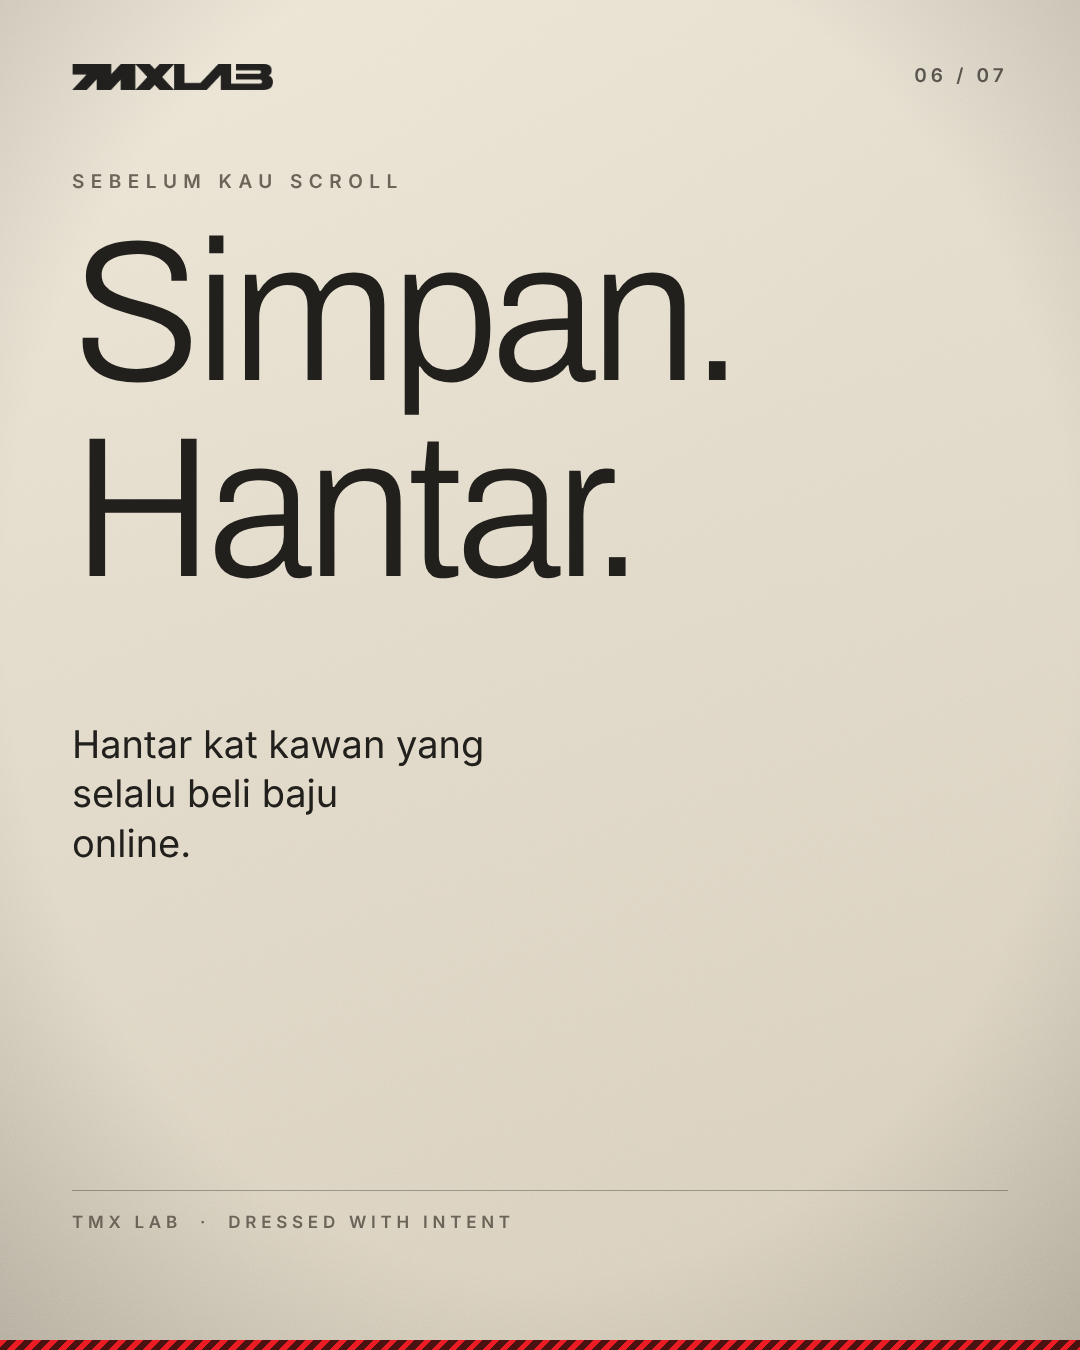 TMXLAB
06 / 07
SEBELUM KAU SCROLL
Simpan.
Hantar.
Hantar kat kawan yang
selalu beli baju
online.
TMX LAB · DRESSED WITH INTENT